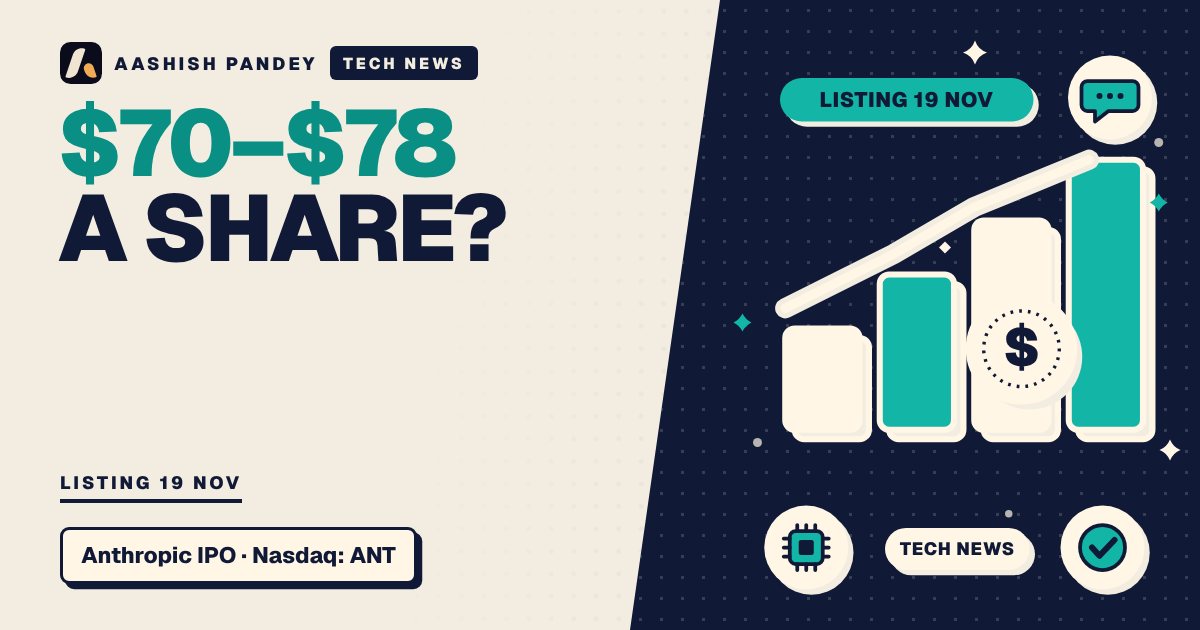 AASHISH PANDEY
TECH NEWS
$70–$78
A SHARE?
LISTING 19 NOV
Anthropic IPO · Nasdaq: ANT
LISTING 19 NOV
$
TECH NEWS